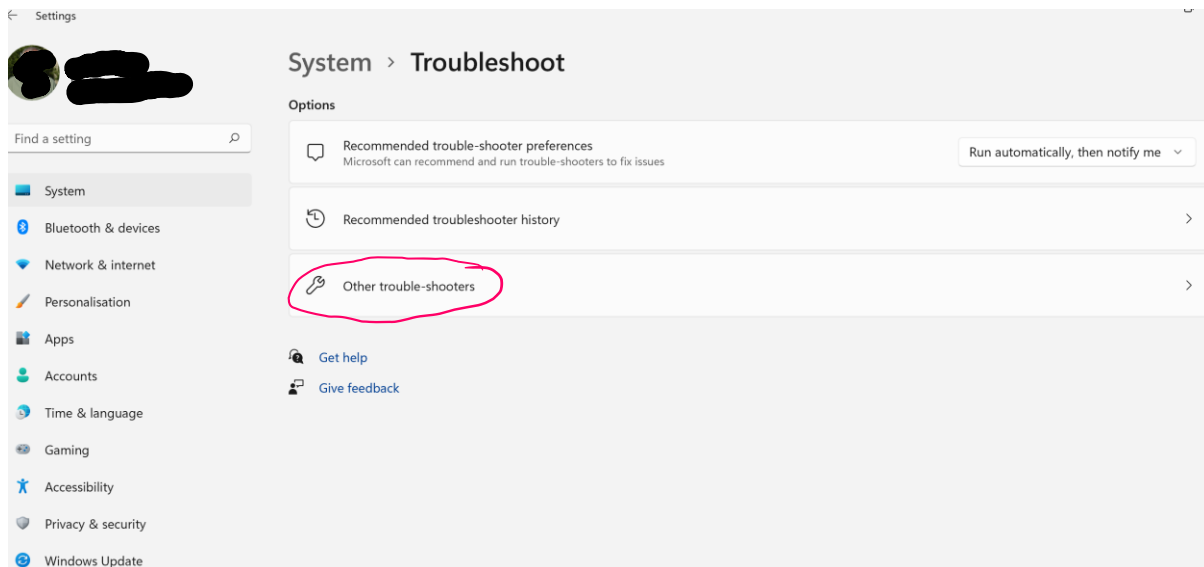 Settings
System > Troubleshoot
Options
Find a setting
Recommended trouble-shooter preferences
Microsoft can recommend and run trouble-shooters to fix issues
Run automatically, then notify me
Recommended troubleshooter history
Other trouble-shooters
Get help
Give feedback
System
Bluetooth & devices
Network & internet
Personalisation
Apps
Accounts
Time & language
Gaming
Accessibility
Privacy & security
Windows Update